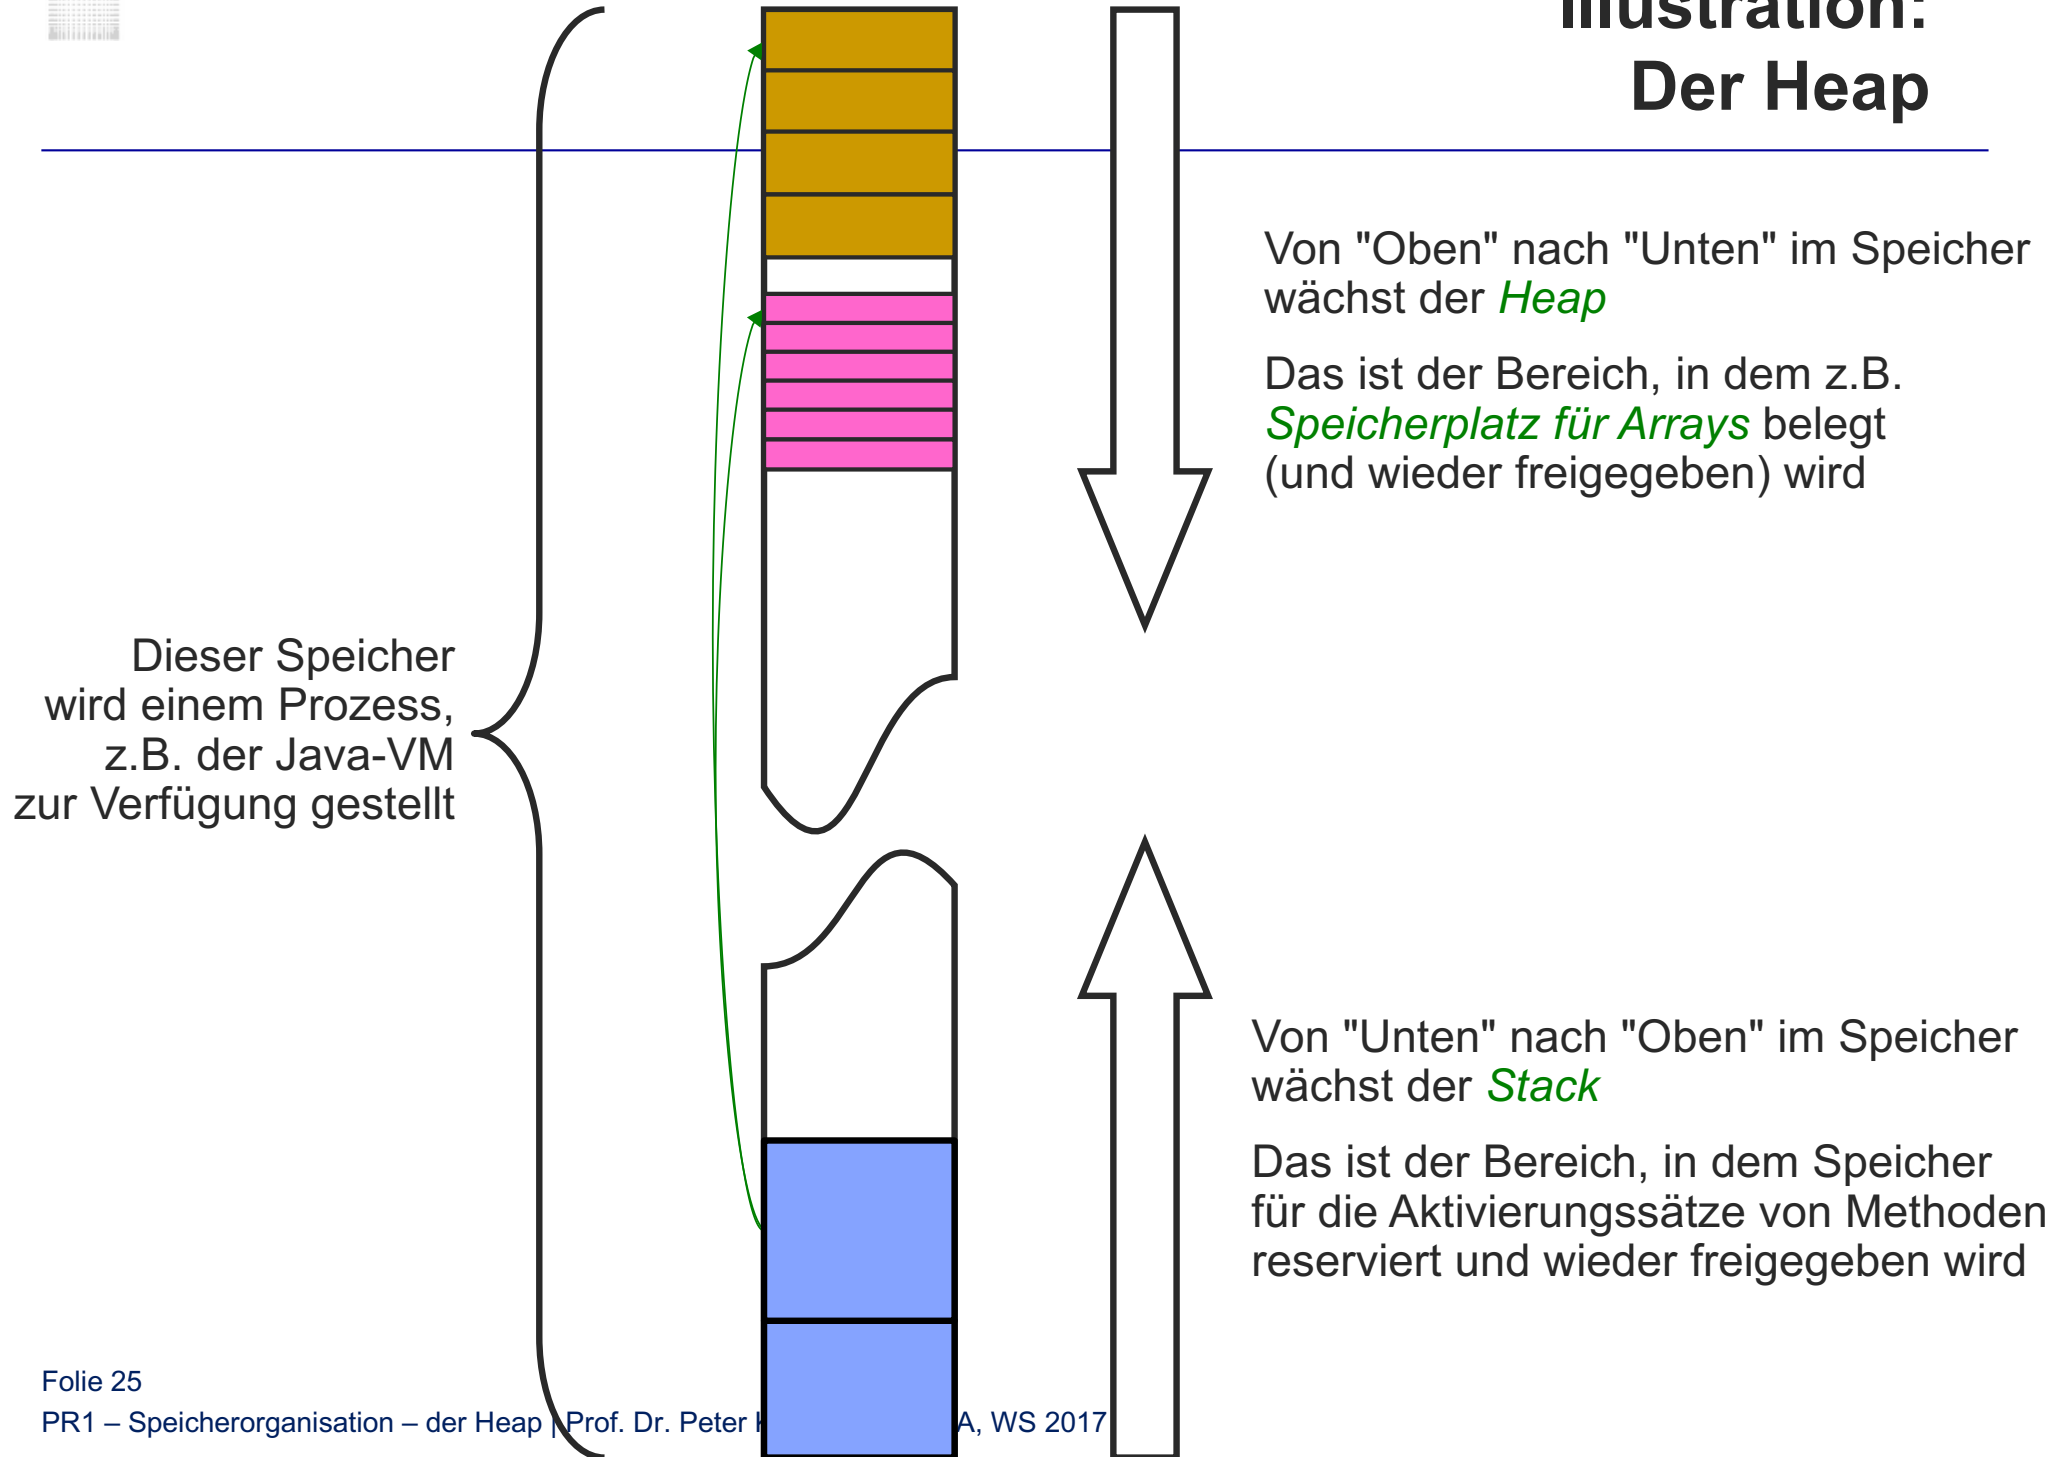 Illustration:
Der Heap
Von "Oben" nach "Unten" im Speicher
wächst der Heap
Das ist der Bereich, in dem z.B.
Speicherplatz für Arrays belegt
(und wieder freigegeben) wird
Dieser Speicher
wird einem Prozess,
z.B. der Java-VM
zur Verfügung gestellt
Von "Unten" nach "Oben" im Speicher
wächst der Stack
Das ist der Bereich, in dem Speicher
für die Aktivierungssätze von Methoden
reserviert und wieder freigegeben wird
Folie 25
PR1 – Speicherorganisation – der Heap | Prof. Dr. Peter A, WS 2017